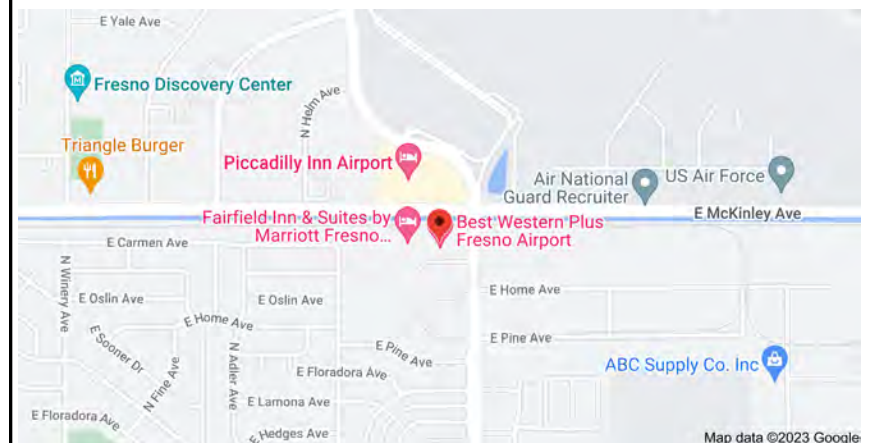 E Yale Ave
Fresno Discovery Center
N Helm Ave
Triangle Burger
Piccadilly Inn Airport
Air National
Guard Recruiter
US Air Force
E McKinley Ave
Fairfield Inn & Suites by
Marriott Fresno...
Best Western Plus
Fresno Airport
E Carmen Ave
N Winery Ave
E Oslin Ave
E Oslin Ave
E Home Ave
E Home Ave
E Sooner Dr
N Fine Ave
N Adler Ave
E Pine Ave
E Pine Ave
E Floradora Ave
ABC Supply Co. Inc
E Lamona Ave
E Floradora Ave
E Hedges Ave
Map data ©2023 Google